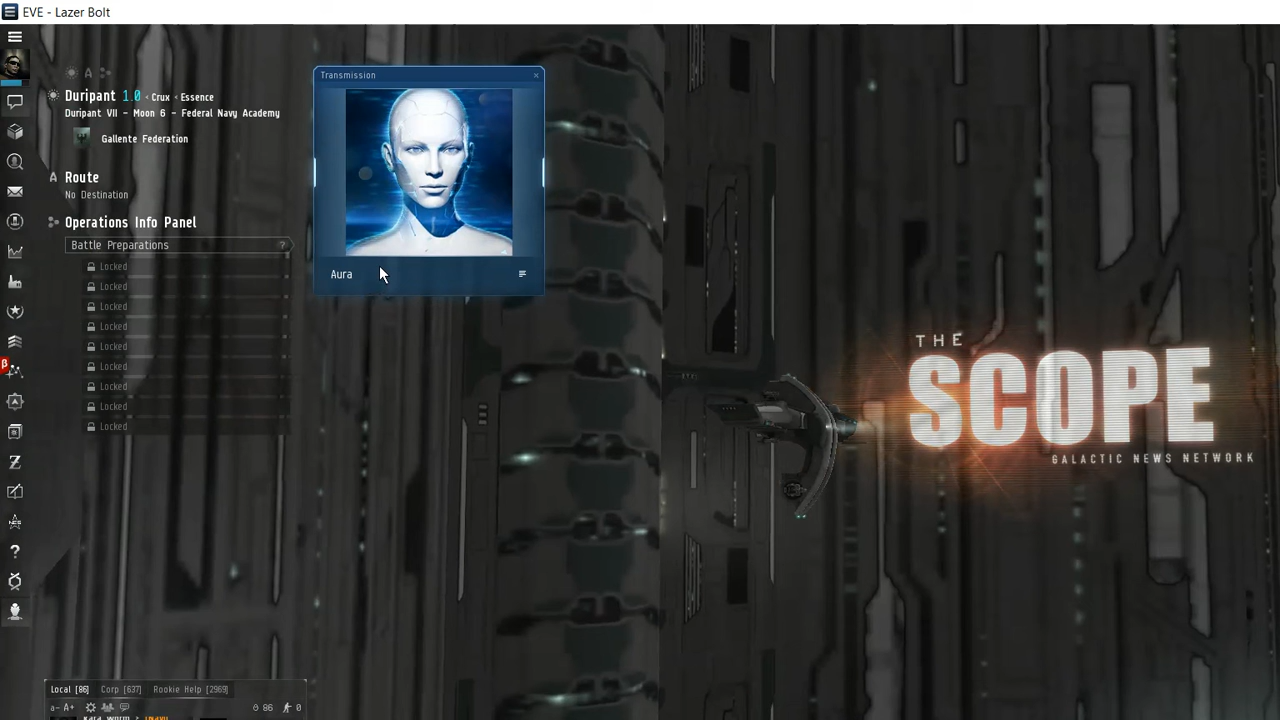 EVE - Lazer Bolt
Transmission
Duripant 1.0 < Crux < Essence
Duripant VII - Moon 6 - Federal Navy Academy
Gallente Federation
Route
No Destination
Operations Info Panel
Battle Preparations ?
Locked
Locked
Locked
Locked
Locked
Locked
Locked
Locked
Locked
Aura
THE
SCOPE
GALACTIC NEWS NETWORK
Local [86] Corp [637] Rookie Help [2969]
a- A+ 86 0